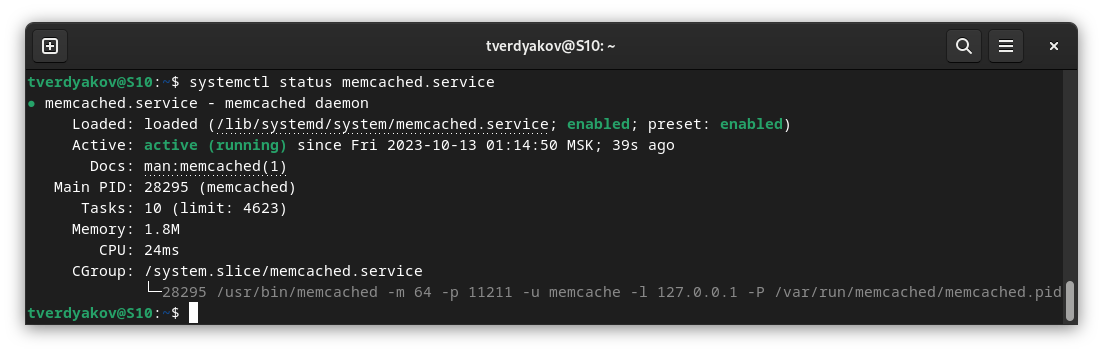 tverdyakov@S10: ~
tverdyakov@S10:~$ systemctl status memcached.service
● memcached.service - memcached daemon
Loaded: loaded (/lib/systemd/system/memcached.service; enabled; preset: enabled)
Active: active (running) since Fri 2023-10-13 01:14:50 MSK; 39s ago
Docs: man:memcached(1)
Main PID: 28295 (memcached)
Tasks: 10 (limit: 4623)
Memory: 1.8M
CPU: 24ms
CGroup: /system.slice/memcached.service
└─28295 /usr/bin/memcached -m 64 -p 11211 -u memcache -l 127.0.0.1 -P /var/run/memcached/memcached.pid
tverdyakov@S10:~$